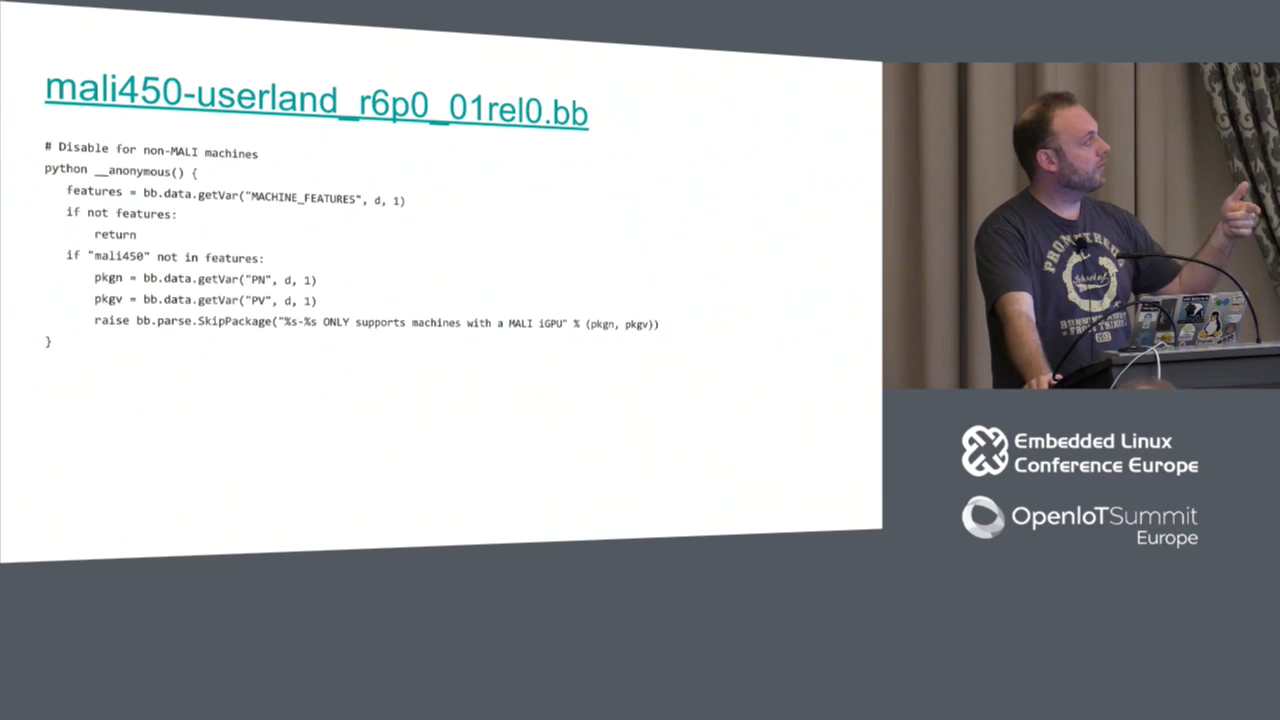 mali450-userland_r6p0_01rel0.bb
# Disable for non-MALI machines
python __anonymous() {
features = bb.data.getVar("MACHINE_FEATURES", d, 1)
if not features:
return
if "mali450" not in features:
pkgn = bb.data.getVar("PN", d, 1)
pkgv = bb.data.getVar("PV", d, 1)
raise bb.parse.SkipPackage("%s-%s ONLY supports machines with a MALI iGPU" % (pkgn, pkgv))
}
Embedded Linux
Conference Europe
OpenIoTSummit
Europe